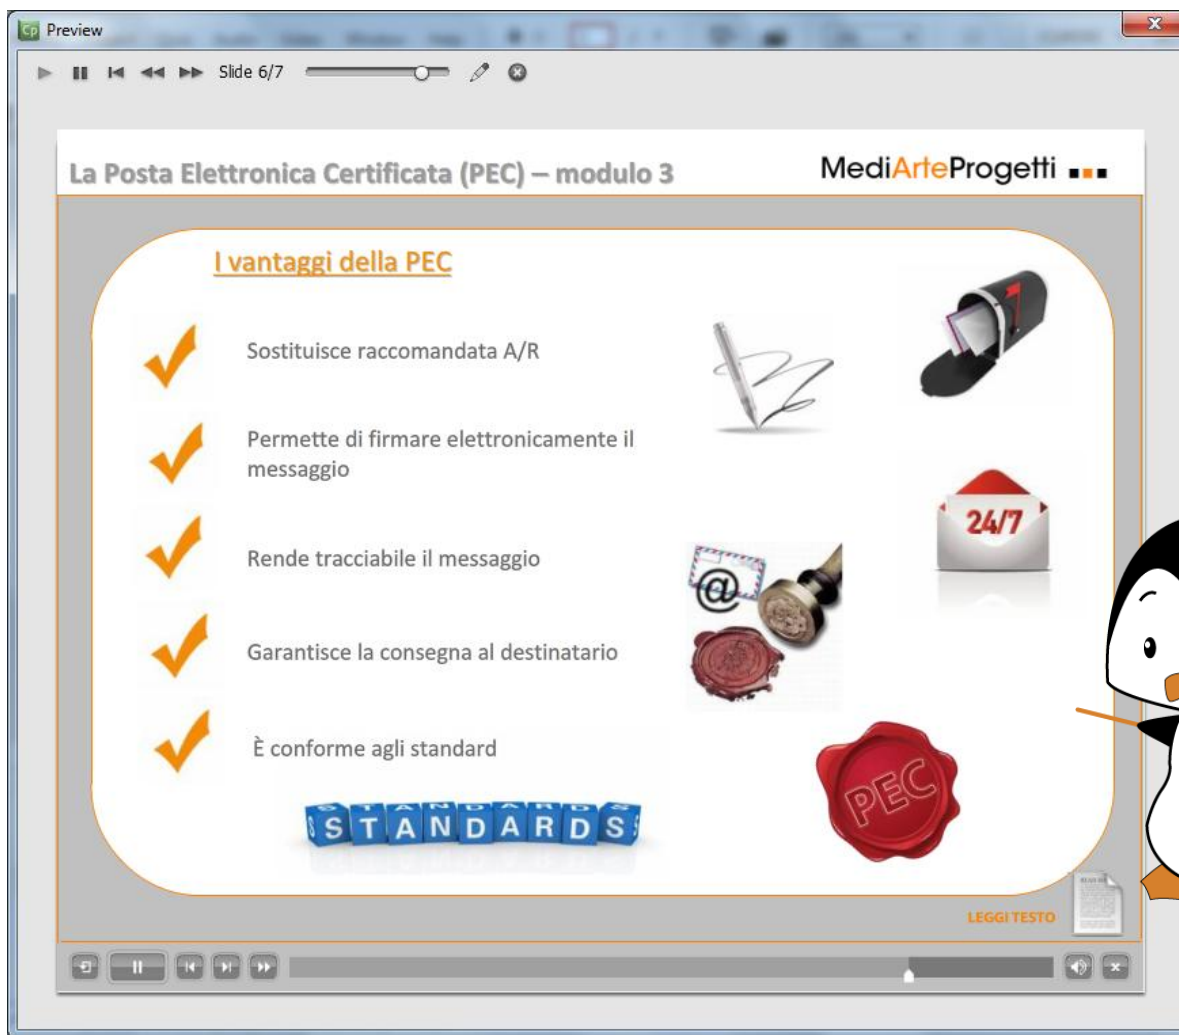 Preview
Slide 6/7
La Posta Elettronica Certificata (PEC) – modulo 3
MediArteProgetti
I vantaggi della PEC
Sostituisce raccomandata A/R
Permette di firmare elettronicamente il
messaggio
24/7
Rende tracciabile il messaggio
@
Garantisce la consegna al destinatario
È conforme agli standard
PEC
STANDARDS
LEGGI TESTO